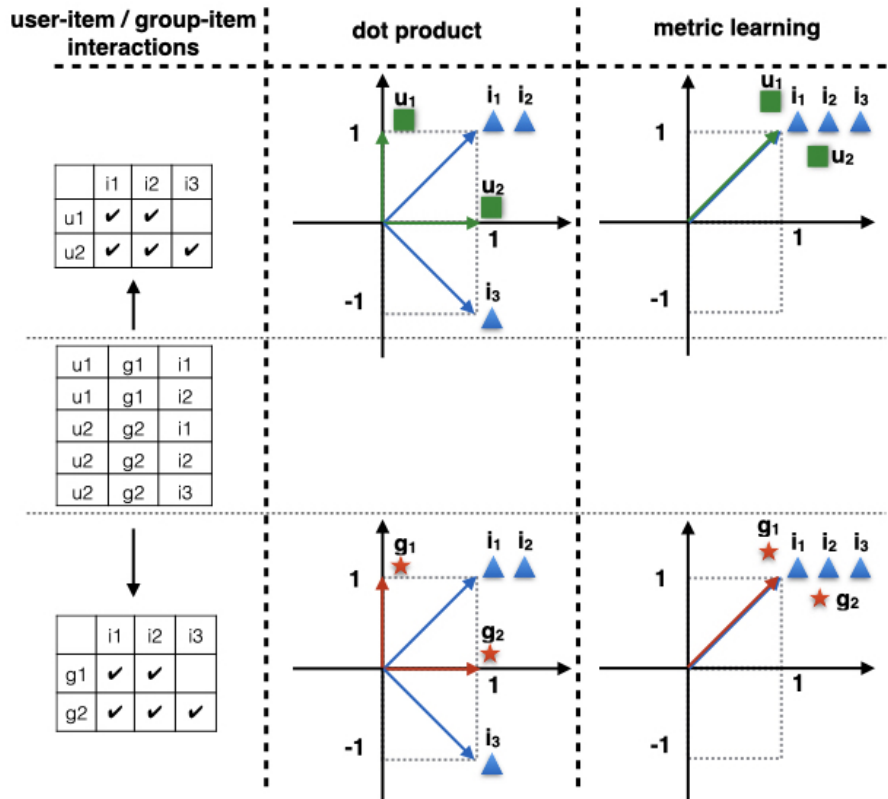 user-item / group-item
interactions
dot product
metric learning
i1 i2 i3
u1 ✔ ✔
u2 ✔ ✔ ✔
u1
i1 i2
1
u2
1
-1
i3
u1
i1 i2 i3
1
u2
1
-1
u1 g1 i1
u1 g1 i2
u2 g2 i1
u2 g2 i2
u2 g2 i3
i1 i2 i3
g1 ✔ ✔
g2 ✔ ✔ ✔
g1
i1 i2
1
g2
1
-1
i3
g1
i1 i2 i3
1
g2
1
-1